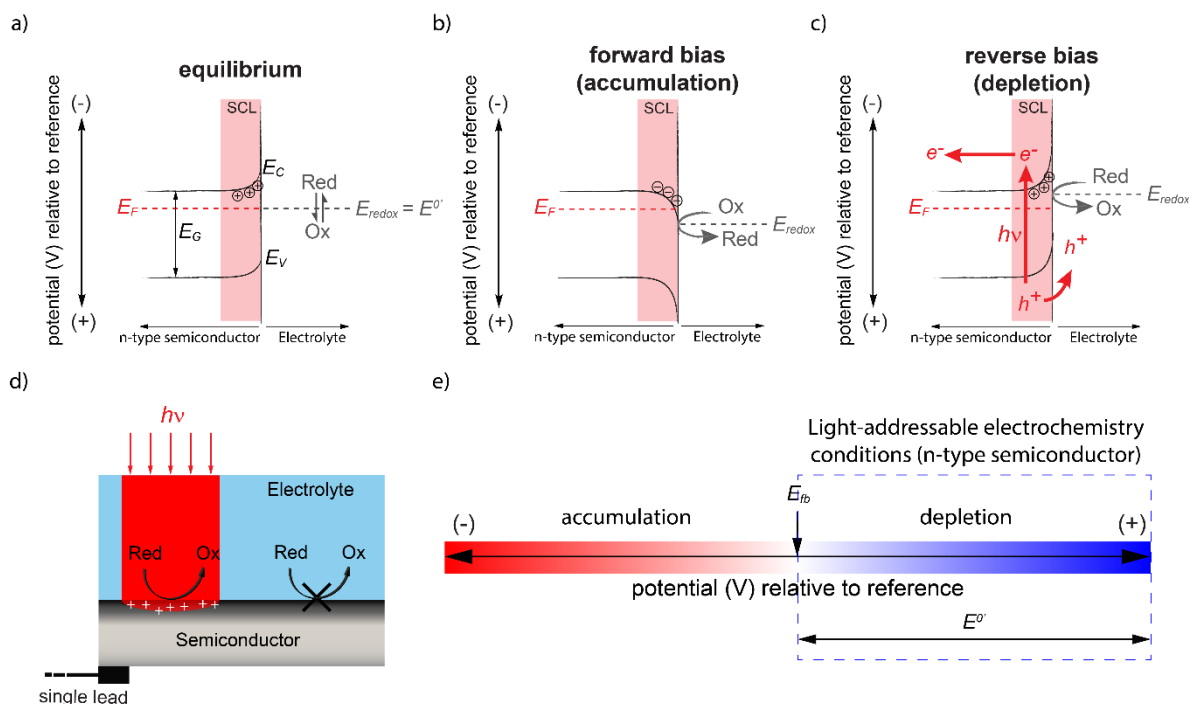 a)
equilibrium
potential (V) relative to reference
(-)
(+)
SCL
E_C
E_F
E_G
E_V
Red
Ox
E_redox = E^0'
n-type semiconductor
Electrolyte
b)
forward bias
(accumulation)
potential (V) relative to reference
(-)
(+)
SCL
E_F
Ox
Red
E_redox
n-type semiconductor
Electrolyte
c)
reverse bias
(depletion)
potential (V) relative to reference
(-)
(+)
SCL
e⁻
e⁻
E_F
hν
h⁺
h⁺
Red
Ox
E_redox
n-type semiconductor
Electrolyte
d)
hν
Electrolyte
Red
Ox
Red
Ox
+ + + + + + +
Semiconductor
single lead
e)
Light-addressable electrochemistry
conditions (n-type semiconductor)
E_fb
(-)
accumulation
depletion
(+)
potential (V) relative to reference
E^0'